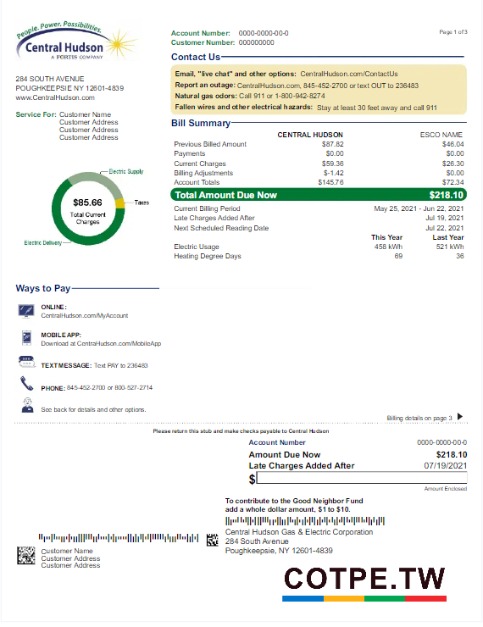 People. Power. Possibilities.
Central Hudson
A FORTIS COMPANY
Account Number: 0000-0000-00-0
Customer Number: 000000000
Page 1 of 3
284 SOUTH AVENUE
POUGHKEEPSIE NY 12601-4839
www.CentralHudson.com
Contact Us
Email, "live chat" and other options: CentralHudson.com/ContactUs
Report an outage: CentralHudson.com, 845-452-2700 or text OUT to 236483
Natural gas odors: Call 911 or 1-800-942-8274
Fallen wires and other electrical hazards: Stay at least 30 feet away and call 911
Service For: Customer Name
Customer Address
Customer Address
Customer Address
Bill Summary
CENTRAL HUDSON ESCO NAME
Previous Billed Amount $87.82 $46.04
Payments $0.00 $0.00
Current Charges $59.36 $26.30
Billing Adjustments $-1.42 $0.00
Account Totals $145.76 $72.34
Total Amount Due Now $218.10
Current Billing Period May 25, 2021 - Jun 22, 2021
Late Charges Added After Jul 19, 2021
Next Scheduled Reading Date Jul 22, 2021
This Year Last Year
Electric Usage 458 kWh 521 kWh
Heating Degree Days 69 36
Electric Supply
$85.66
Total Current
Charges
Taxes
Electric Delivery
Ways to Pay
ONLINE:
CentralHudson.com/MyAccount
MOBILE APP:
Download at CentralHudson.com/MobileApp
TEXT MESSAGE: Text PAY to 236483
PHONE: 845-452-2700 or 800-527-2714
See back for details and other options.
Billing details on page 3
Please return this stub and make checks payable to Central Hudson
Account Number 0000-0000-00-0
Amount Due Now $218.10
Late Charges Added After 07/19/2021
$
Amount Enclosed
To contribute to the Good Neighbor Fund
add a whole dollar amount, $1 to $10.
Central Hudson Gas & Electric Corporation
284 South Avenue
Poughkeepsie, NY 12601-4839
Customer Name
Customer Address
Customer Address
COTPE.TW